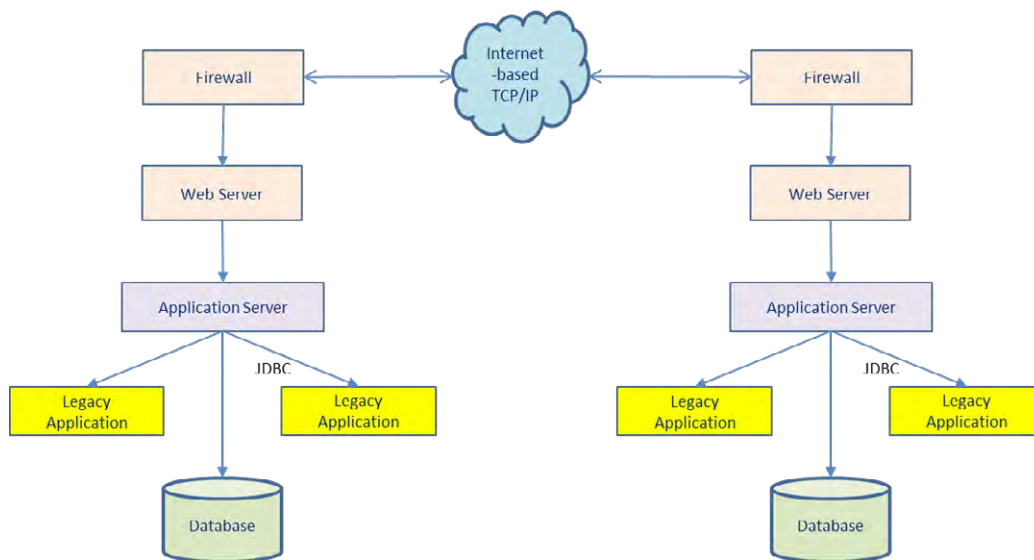 Internet
-based
TCP/IP
Firewall
Firewall
Web Server
Web Server
Application Server
Application Server
JDBC
JDBC
Legacy
Application
Legacy
Application
Legacy
Application
Legacy
Application
Database
Database